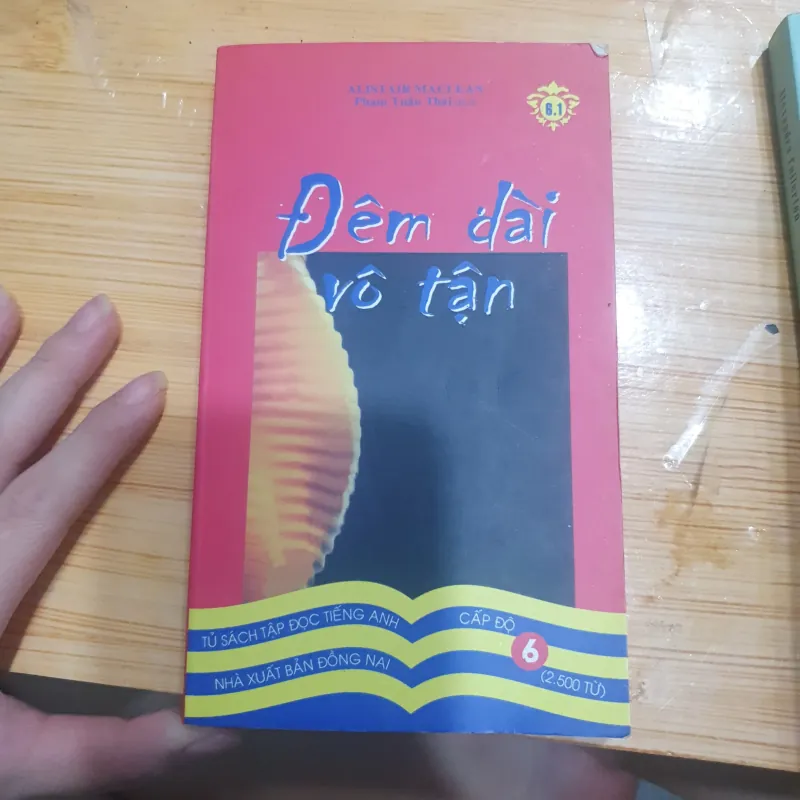 ALISTAIR MACLEAN
Phạm Tuấn Thái
6.1
Đêm dài
vô tận
TỦ SÁCH TẬP ĐỌC TIẾNG ANH
CẤP ĐỘ
6
NHÀ XUẤT BẢN ĐỒNG NAI
(2.500 TỪ)